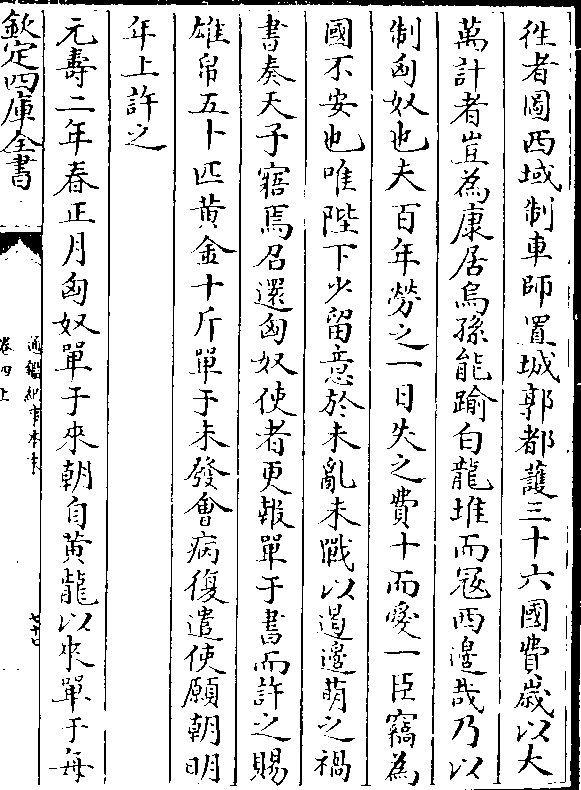 徃者圖西域制車師置城郭都護三十六國費歳以大
萬計者豈為康居烏孫能踰白龍堆而冦西邊哉乃以
制匈奴也夫百年勞之一日失之費十而愛一臣竊為
國不安也唯陛下少留意於未亂未戰以遏邊萌之禍
書奏天子寤焉召還匈奴使者更報單于書而許之賜
雄帛五十匹黄金十斤單于未發會病復遣使願朝明
年上許之
元壽二年春正月匈奴單于來朝自黄龍以來單于每
欽定四庫全書
通鑑紀事本末
卷四上